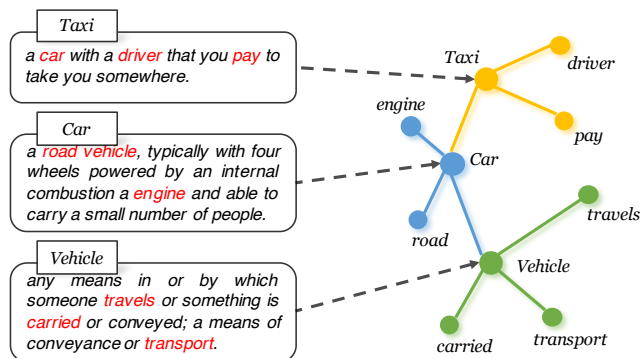 Taxi
a car with a driver that you pay to
take you somewhere.
Car
a road vehicle, typically with four
wheels powered by an internal
combustion a engine and able to
carry a small number of people.
Vehicle
any means in or by which
someone travels or something is
carried or conveyed; a means of
conveyance or transport.
Taxi
driver
engine
pay
Car
travels
road
Vehicle
carried
transport